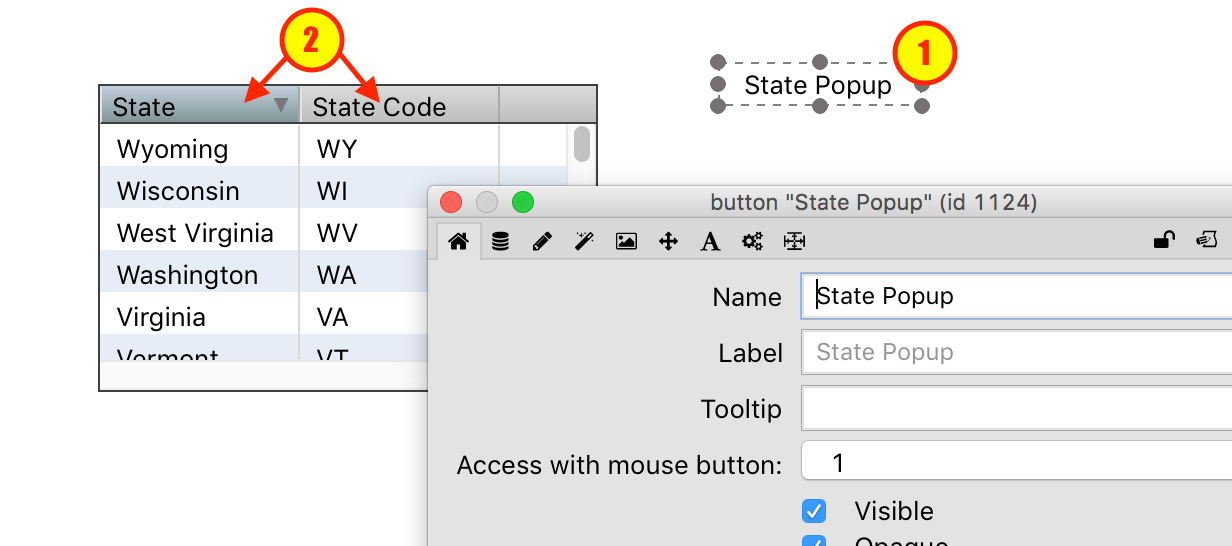 2
1
State State Code
State Popup
Wyoming WY
Wisconsin WI
West Virginia WV
Washington WA
Virginia VA
Vermont VT
button "State Popup" (id 1124)
A
Name State Popup
Label State Popup
Tooltip
Access with mouse button: 1
Visible
Opaque